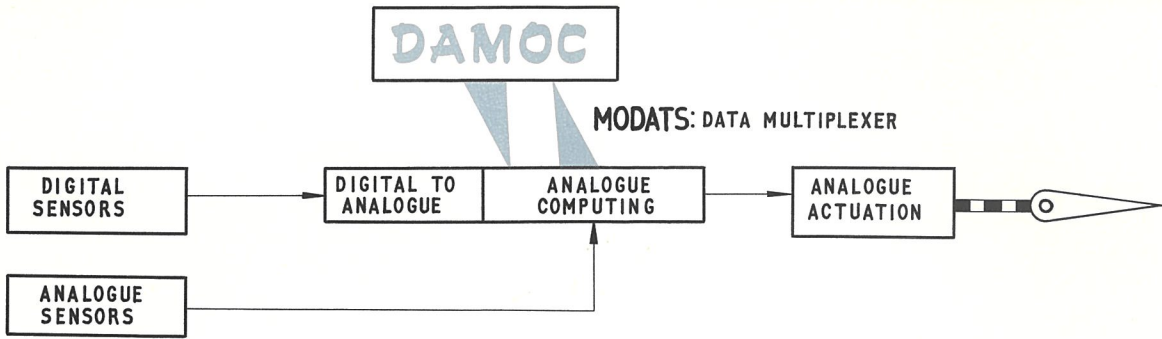 DAMOC
MODATS: DATA MULTIPLEXER
DIGITAL
SENSORS
DIGITAL TO
ANALOGUE
ANALOGUE
COMPUTING
ANALOGUE
ACTUATION
ANALOGUE
SENSORS